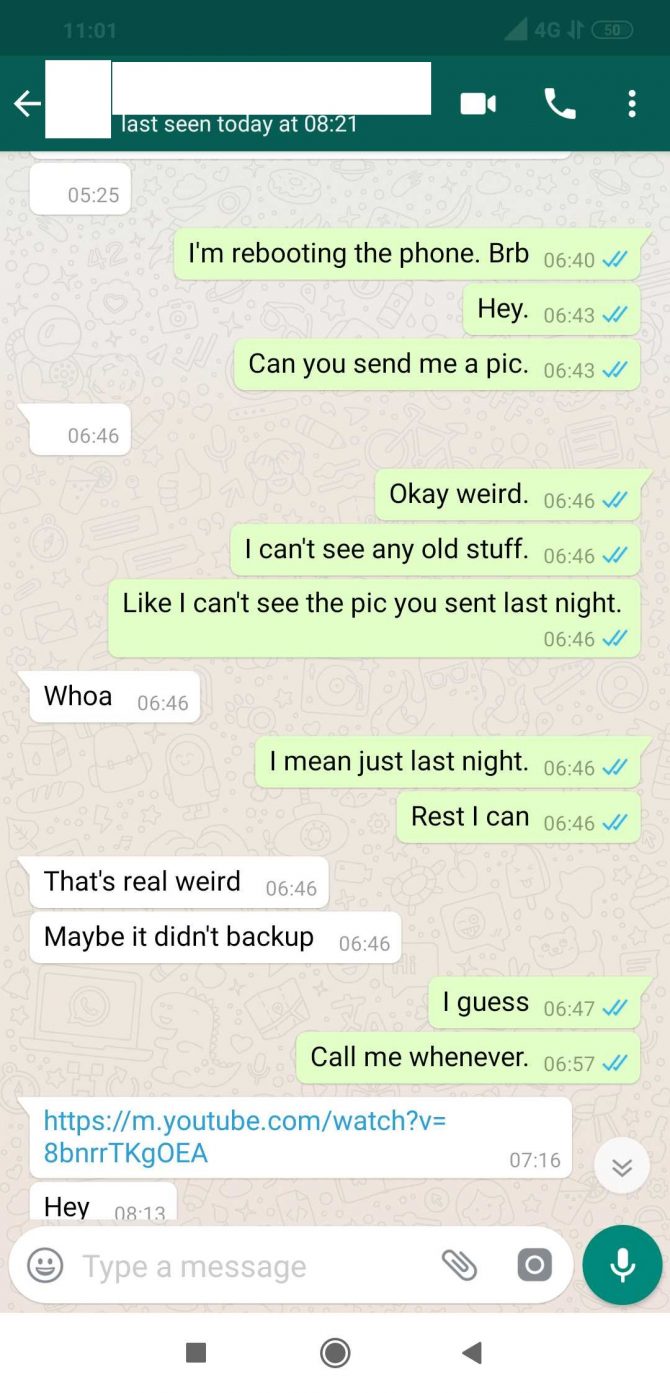 11:01
4G 50
last seen today at 08:21
05:25
I'm rebooting the phone. Brb 06:40
Hey. 06:43
Can you send me a pic. 06:43
06:46
Okay weird. 06:46
I can't see any old stuff. 06:46
Like I can't see the pic you sent last night.
06:46
Whoa 06:46
I mean just last night. 06:46
Rest I can 06:46
That's real weird 06:46
Maybe it didn't backup 06:46
I guess 06:47
Call me whenever. 06:57
https://m.youtube.com/watch?v=
8bnrrTKgOEA
07:16
Hey 08:13
Type a message